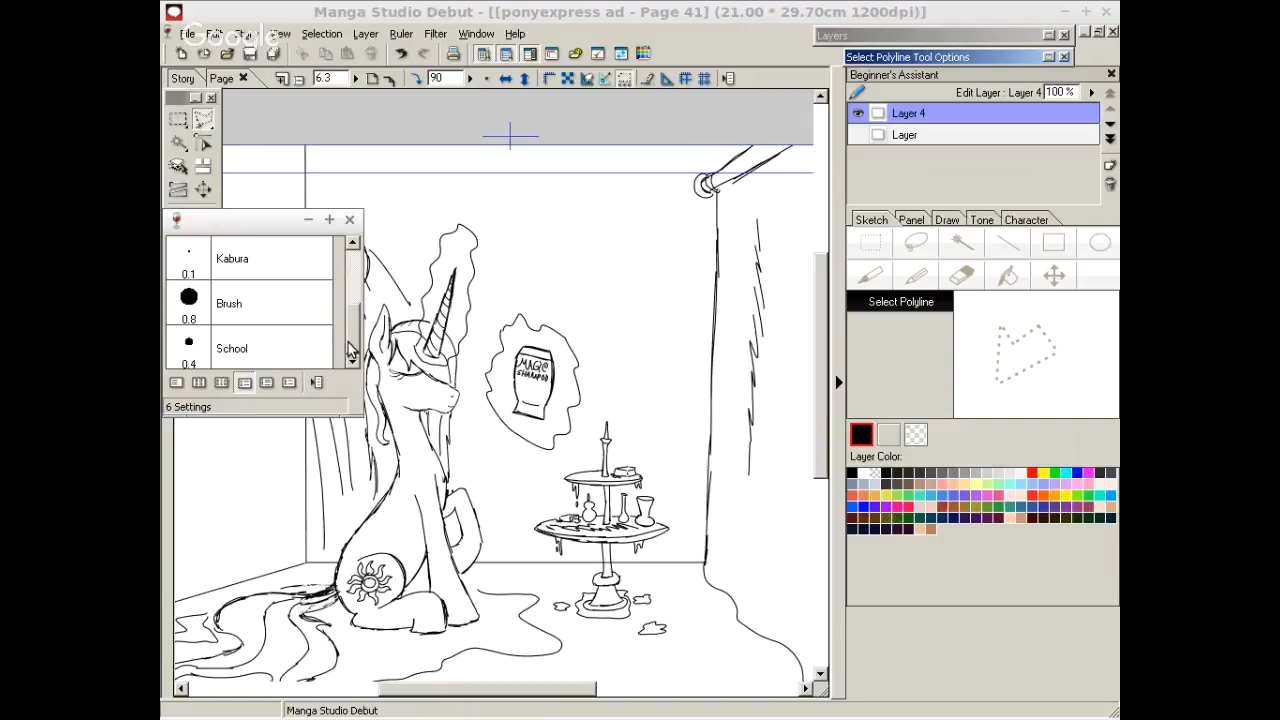 Manga Studio Debut - [[ponyexpress ad - Page 41] (21.00 * 29.70cm 1200dpi)]
Google
View Selection Layer Ruler Filter Window Help
Layers
Select Polyline Tool Options
Story Page 6.3 90
Beginner's Assistant
Edit Layer : Layer 4 100 %
Layer 4
Layer
Kabura
0.1
Brush
0.8
School
0.4
6 Settings
Sketch Panel Draw Tone Character
Select Polyline
MAGIC
SHAMPOO
Layer Color:
Manga Studio Debut